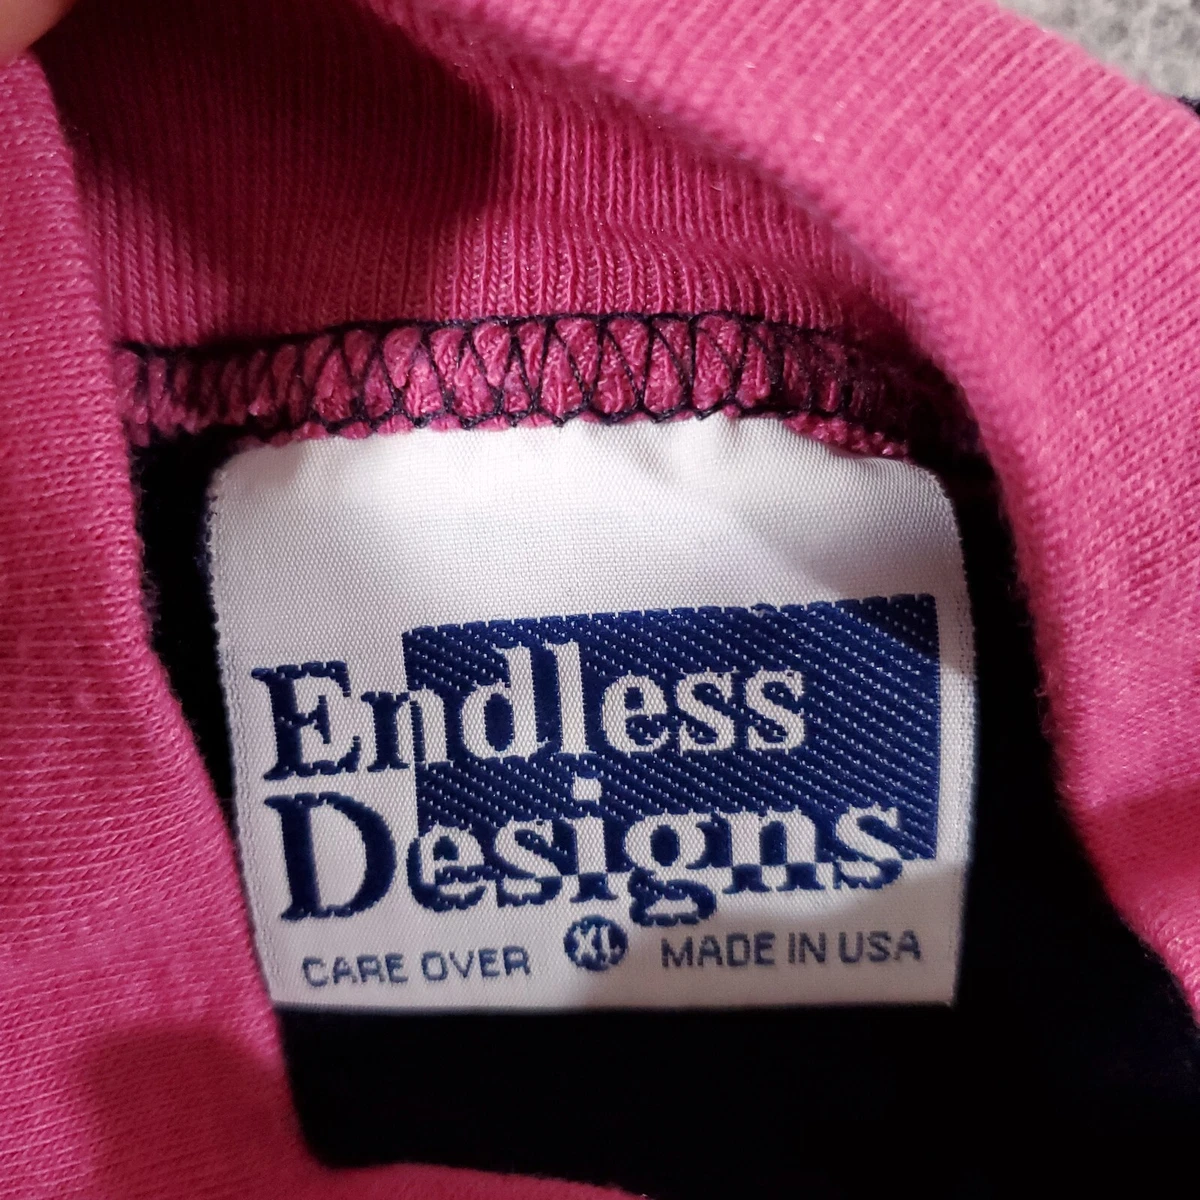 Endless
Designs
CARE OVER XL MADE IN USA